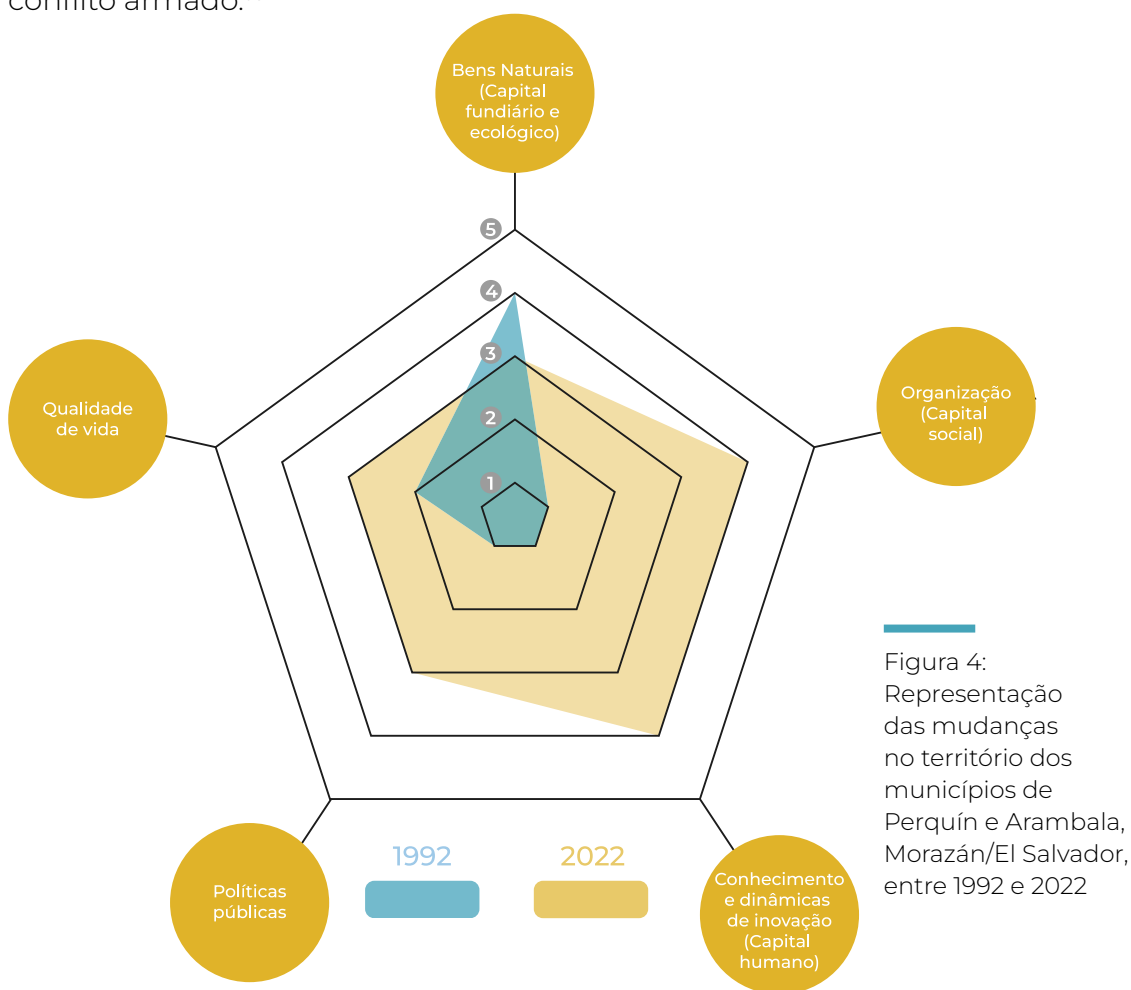 conflito armado.
Bens Naturais
(Capital
fundiário e
ecológico)
5
4
3
2
1
Qualidade
de vida
Organização
(Capital
social)
Figura 4:
Representação
das mudanças
no território dos
municípios de
Perquín e Arambala,
Morazán/El Salvador,
entre 1992 e 2022
1992
2022
Políticas
públicas
Conhecimento
e dinâmicas
de inovação
(Capital
humano)